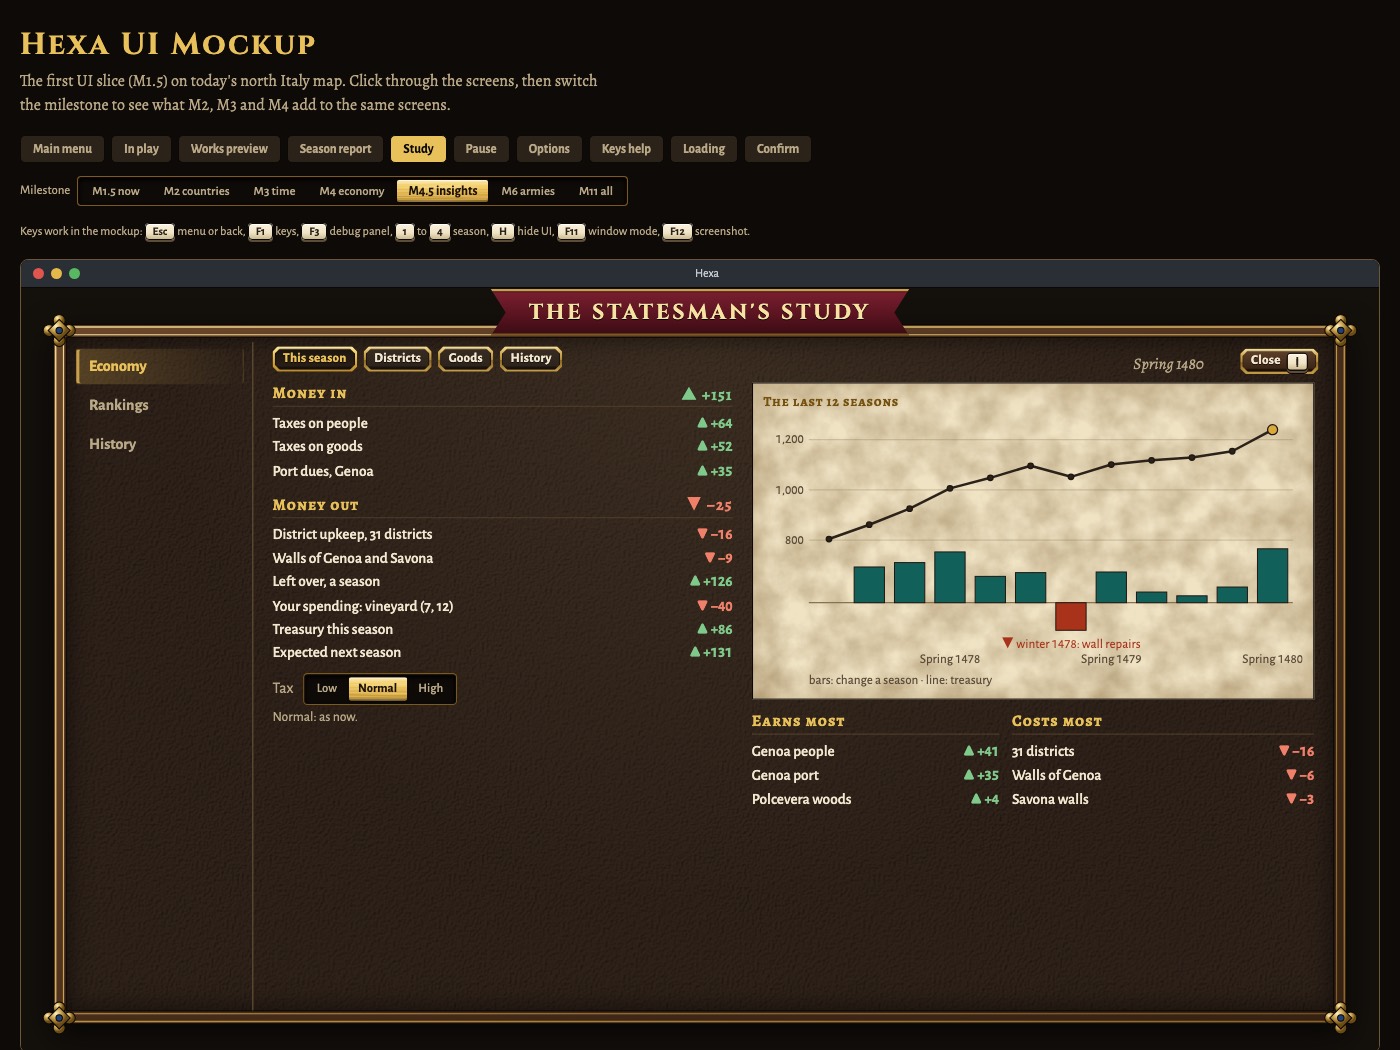 Hexa UI Mockup
The first UI slice (M1.5) on today's north Italy map. Click through the screens, then switch
the milestone to see what M2, M3 and M4 add to the same screens.
Main menu In play Works preview Season report Study Pause Options Keys help Loading Confirm
Milestone M1.5 now M2 countries M3 time M4 economy M4.5 insights M6 armies M11 all
Keys work in the mockup: Esc menu or back, F1 keys, F3 debug panel, 1 to 4 season, H hide UI, F11 window mode, F12 screenshot.
Hexa
THE STATESMAN'S STUDY
Economy
Rankings
History
This season Districts Goods History
Spring 1480 Close I
Money in ▲ +151
Taxes on people ▲ +64
Taxes on goods ▲ +52
Port dues, Genoa ▲ +35
Money out ▼ −25
District upkeep, 31 districts ▼ −16
Walls of Genoa and Savona ▼ −9
Left over, a season ▲ +126
Your spending: vineyard (7, 12) ▼ −40
Treasury this season ▲ +86
Expected next season ▲ +131
Tax Low Normal High
Normal: as now.
The last 12 seasons
1,200
1,000
800
▼ winter 1478: wall repairs
Spring 1478 Spring 1479 Spring 1480
bars: change a season · line: treasury
Earns most
Genoa people ▲ +41
Genoa port ▲ +35
Polcevera woods ▲ +4
Costs most
31 districts ▼ −16
Walls of Genoa ▼ −6
Savona walls ▼ −3